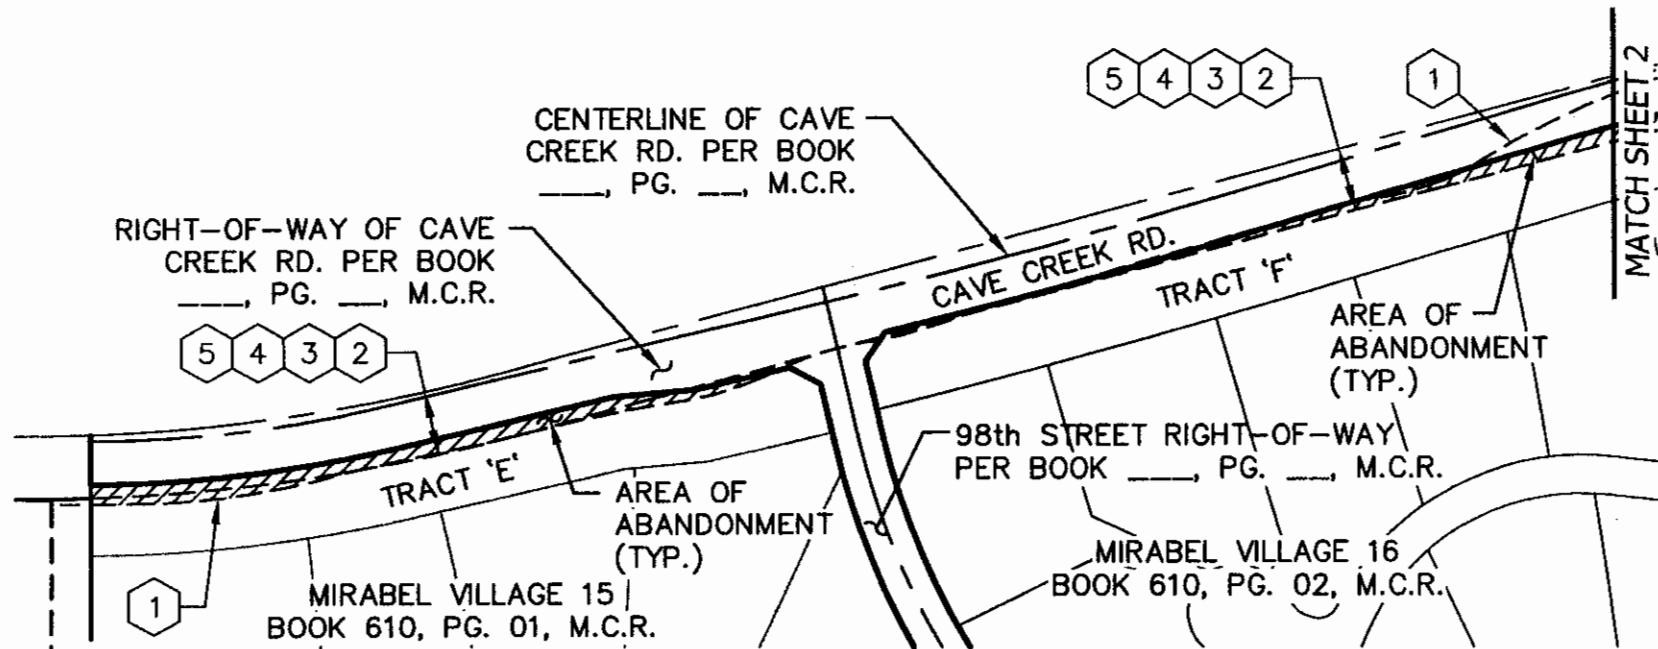 5 4 3 2
1
MATCH SHEET 2
CENTERLINE OF CAVE
CREEK RD. PER BOOK
___, PG. __, M.C.R.
RIGHT-OF-WAY OF CAVE
CREEK RD. PER BOOK
___, PG. __, M.C.R.
5 4 3 2
CAVE CREEK RD.
TRACT 'F'
AREA OF
ABANDONMENT
(TYP.)
98th STREET RIGHT-OF-WAY
PER BOOK ___, PG. __, M.C.R.
TRACT 'E'
AREA OF
ABANDONMENT
(TYP.)
1
MIRABEL VILLAGE 15
BOOK 610, PG. 01, M.C.R.
MIRABEL VILLAGE 16
BOOK 610, PG. 02, M.C.R.